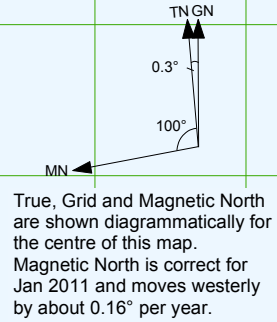 TN GN
0.3°
100°
MN
True, Grid and Magnetic North
are shown diagrammatically for
the centre of this map.
Magnetic North is correct for
Jan 2011 and moves westerly
by about 0.16° per year.